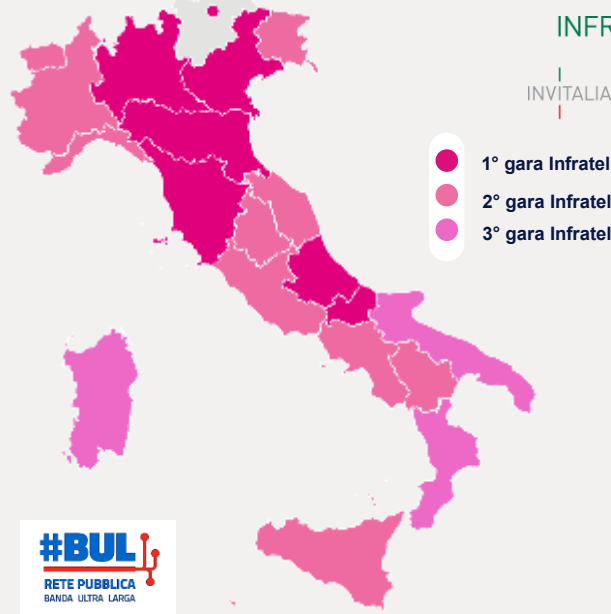 INFR
INVITALIA
1° gara Infratel
2° gara Infratel
3° gara Infratel
#BUL
RETE PUBBLICA
BANDA ULTRA LARGA